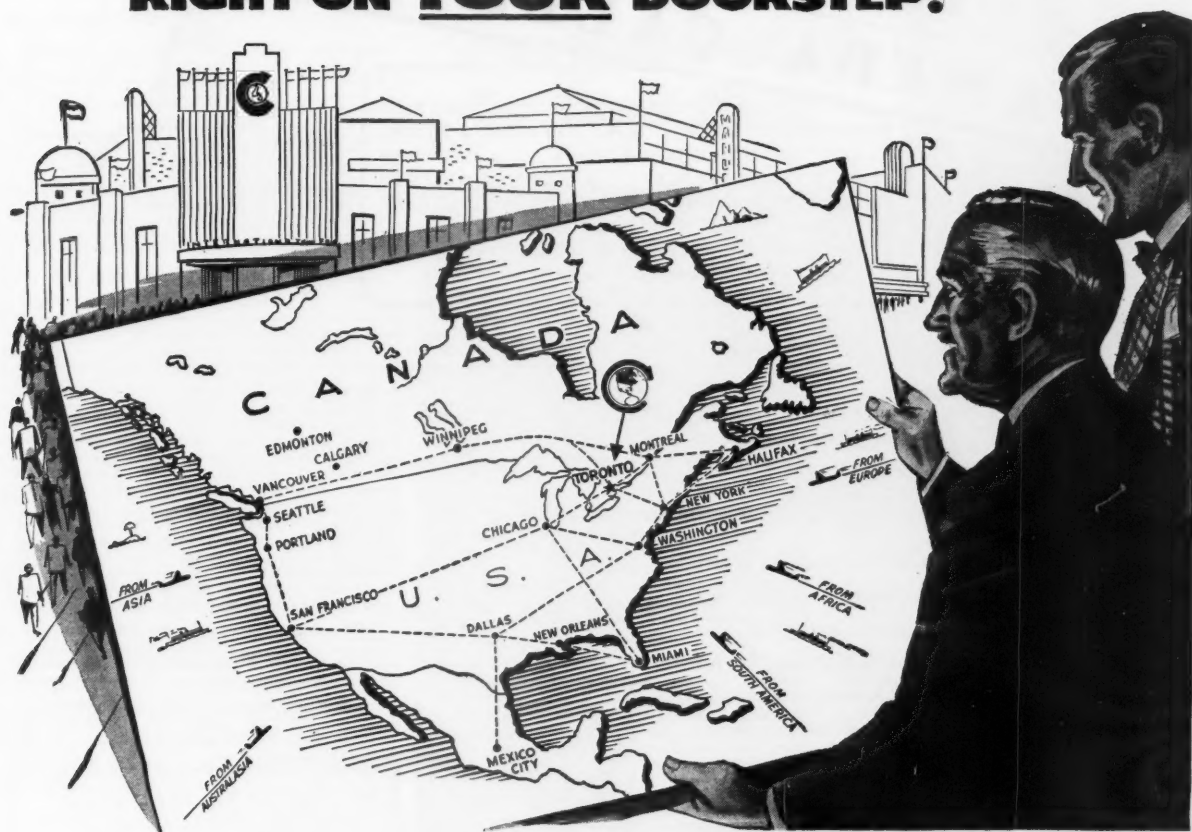 RIGHT ON YOUR DOORSTEP!
CANADA
EDMONTON
CALGARY
WINNIPEG
VANCOUVER
SEATTLE
PORTLAND
MONTREAL
TORONTO
HALIFAX
NEW YORK
CHICAGO
WASHINGTON
U. S. A
SAN FRANCISCO
DALLAS
NEW ORLEANS
MIAMI
MEXICO
CITY
FROM
EUROPE
FROM
ASIA
FROM
AFRICA
FROM
SOUTH AMERICA
FROM
AUSTRALASIA